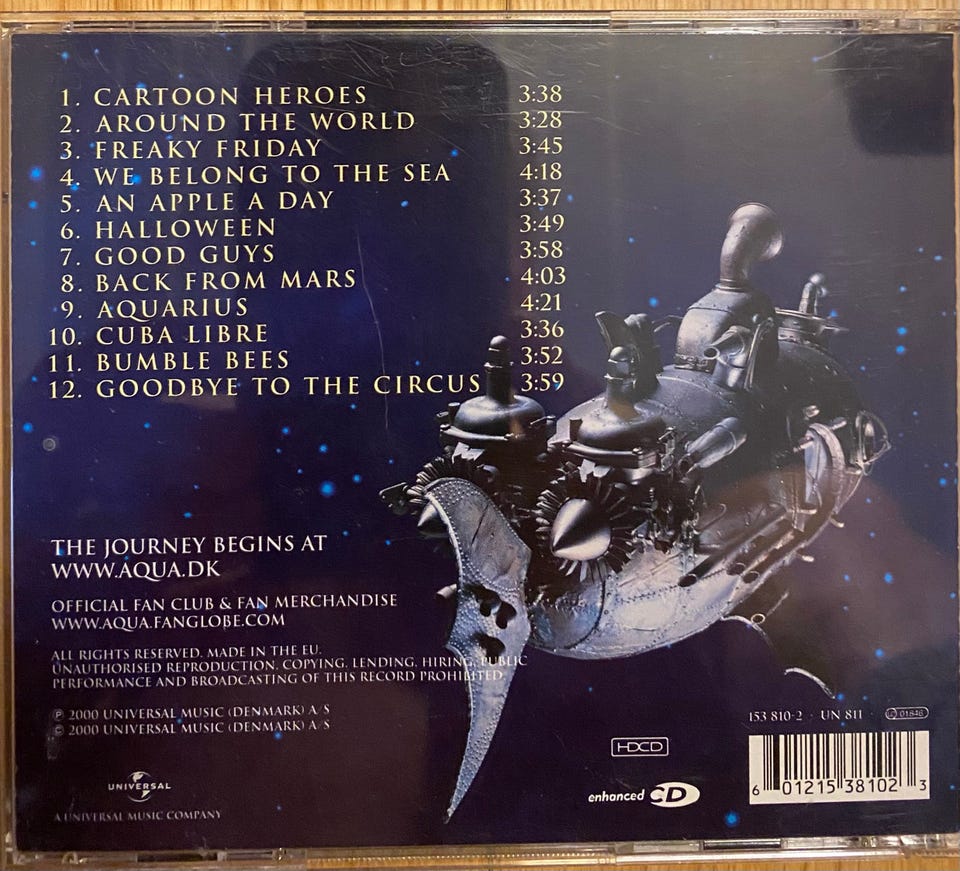 1. CARTOON HEROES 3:38
2. AROUND THE WORLD 3:28
3. FREAKY FRIDAY 3:45
4. WE BELONG TO THE SEA 4:18
5. AN APPLE A DAY 3:37
6. HALLOWEEN 3:49
7. GOOD GUYS 3:58
8. BACK FROM MARS 4:03
9. AQUARIUS 4:21
10. CUBA LIBRE 3:36
11. BUMBLE BEES 3:52
12. GOODBYE TO THE CIRCUS 3:59
THE JOURNEY BEGINS AT
WWW.AQUA.DK
OFFICIAL FAN CLUB & FAN MERCHANDISE
WWW.AQUA.FANGLOBE.COM
ALL RIGHTS RESERVED. MADE IN THE EU.
UNAUTHORISED REPRODUCTION, COPYING, LENDING, HIRING, PUBLIC
PERFORMANCE AND BROADCASTING OF THIS RECORD PROHIBITED
℗ 2000 UNIVERSAL MUSIC (DENMARK) A/S
© 2000 UNIVERSAL MUSIC (DENMARK) A/S
UNIVERSAL
A UNIVERSAL MUSIC COMPANY
HDCD
enhanced CD
153 810-2 · UN 811 · LC 01846
6 01215 38102 3